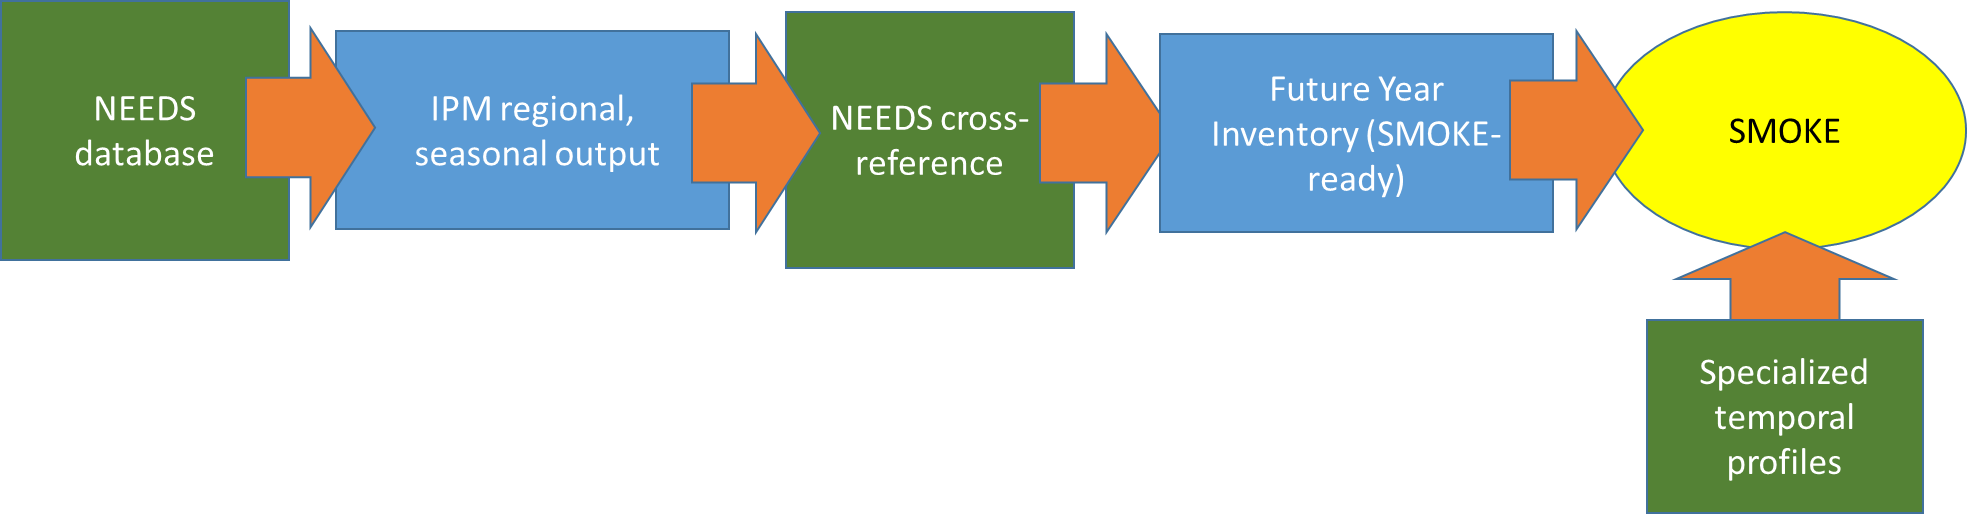 NEEDS
database
IPM regional,
seasonal output
NEEDS cross-
reference
Future Year
Inventory (SMOKE-
ready)
SMOKE
Specialized
temporal
profiles